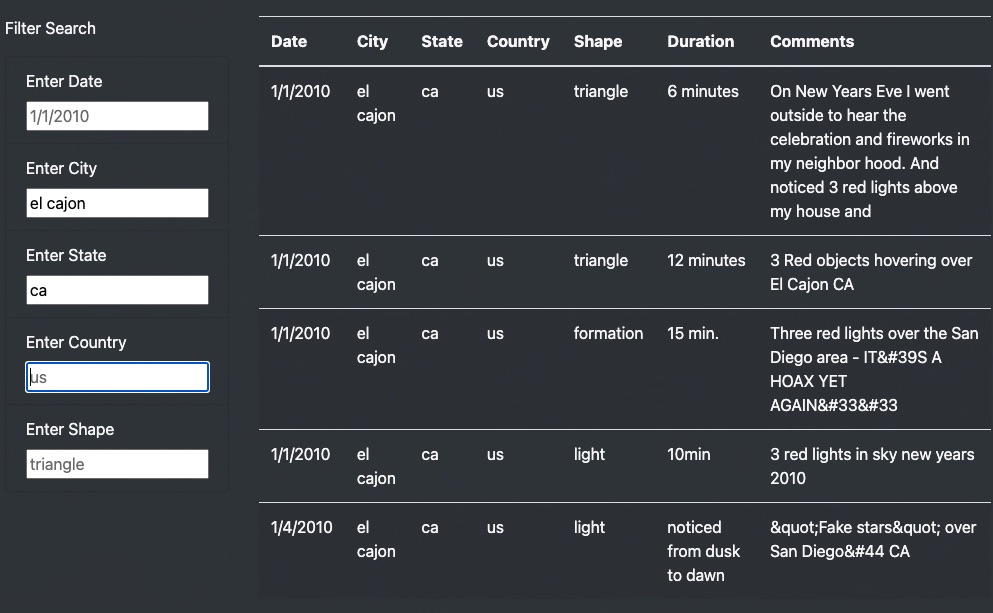 Filter Search
Enter Date
1/1/2010
Enter City
el cajon
Enter State
ca
Enter Country
us
Enter Shape
triangle
Date City State Country Shape Duration Comments
1/1/2010 el ca us triangle 6 minutes On New Years Eve I went
cajon outside to hear the
celebration and fireworks in
my neighbor hood. And
noticed 3 red lights above
my house and
1/1/2010 el ca us triangle 12 minutes 3 Red objects hovering over
cajon El Cajon CA
1/1/2010 el ca us formation 15 min. Three red lights over the San
cajon Diego area - IT&#39S A
HOAX YET
AGAIN&#33&#33
1/1/2010 el ca us light 10min 3 red lights in sky new years
cajon 2010
1/4/2010 el ca us light noticed &quot;Fake stars&quot; over
cajon from dusk San Diego&#44 CA
to dawn